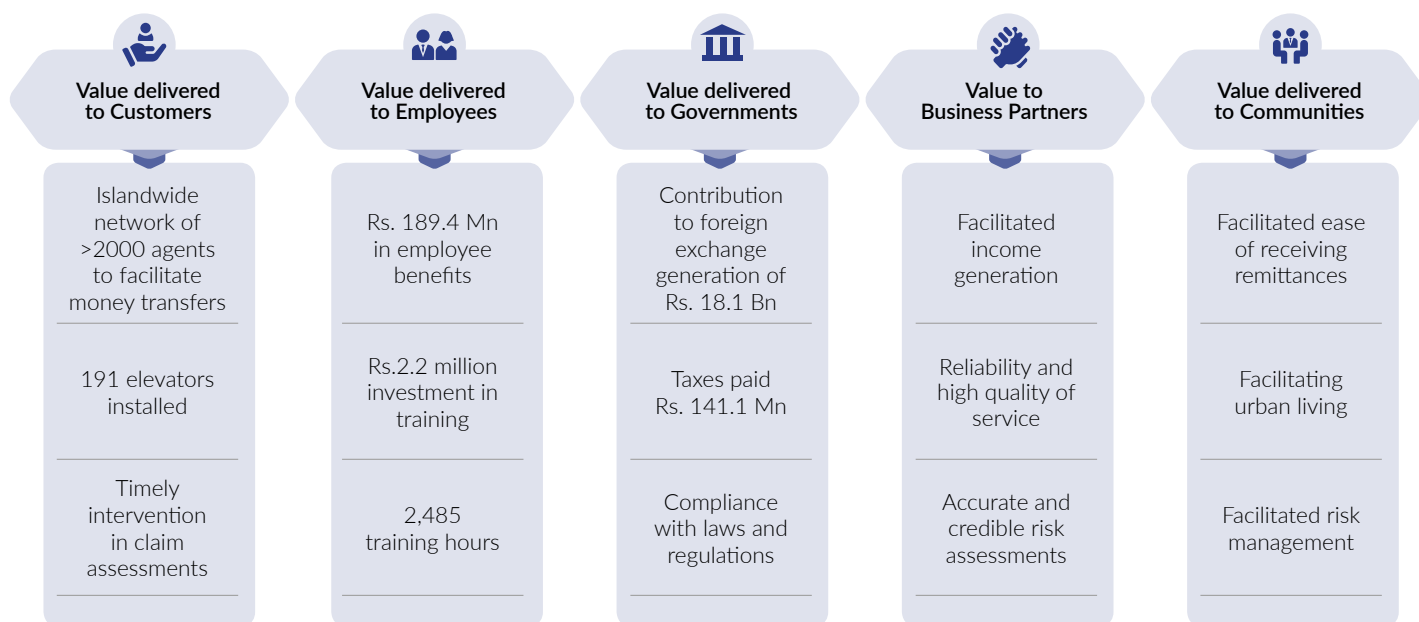 Value delivered
to Customers
Islandwide
network of
>2000 agents
to facilitate
money transfers
191 elevators
installed
Timely
intervention
in claim
assessments
Value delivered
to Employees
Rs. 189.4 Mn
in employee
benefits
Rs.2.2 million
investment in
training
2,485
training hours
Value delivered
to Governments
Contribution
to foreign
exchange
generation of
Rs. 18.1 Bn
Taxes paid
Rs. 141.1 Mn
Compliance
with laws and
regulations
Value to
Business Partners
Facilitated
income
generation
Reliability and
high quality of
service
Accurate and
credible risk
assessments
Value delivered
to Communities
Facilitated ease
of receiving
remittances
Facilitating
urban living
Facilitated risk
management